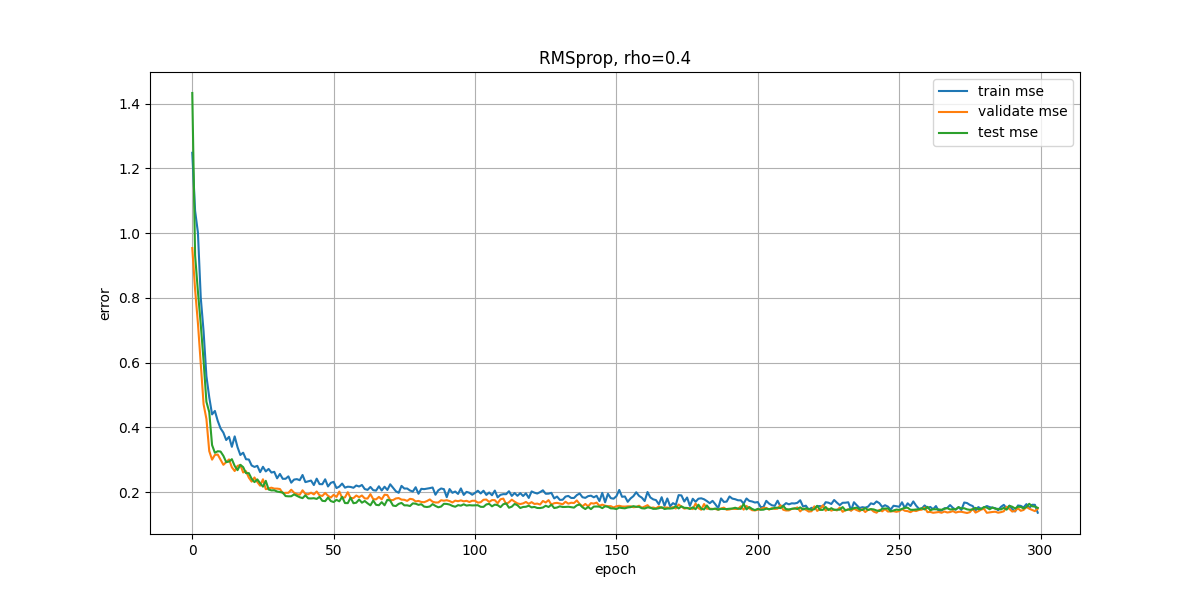 RMSprop, rho=0.4
train mse
validate mse
test mse
error
1.4
1.2
1.0
0.8
0.6
0.4
0.2
0 50 100 150 200 250 300
epoch